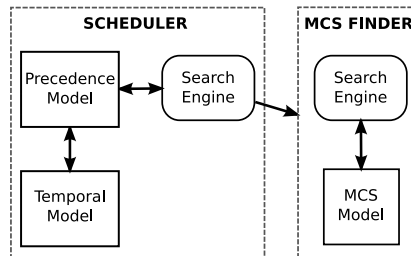 SCHEDULER
Precedence
Model
Search
Engine
Temporal
Model
MCS FINDER
Search
Engine
MCS
Model